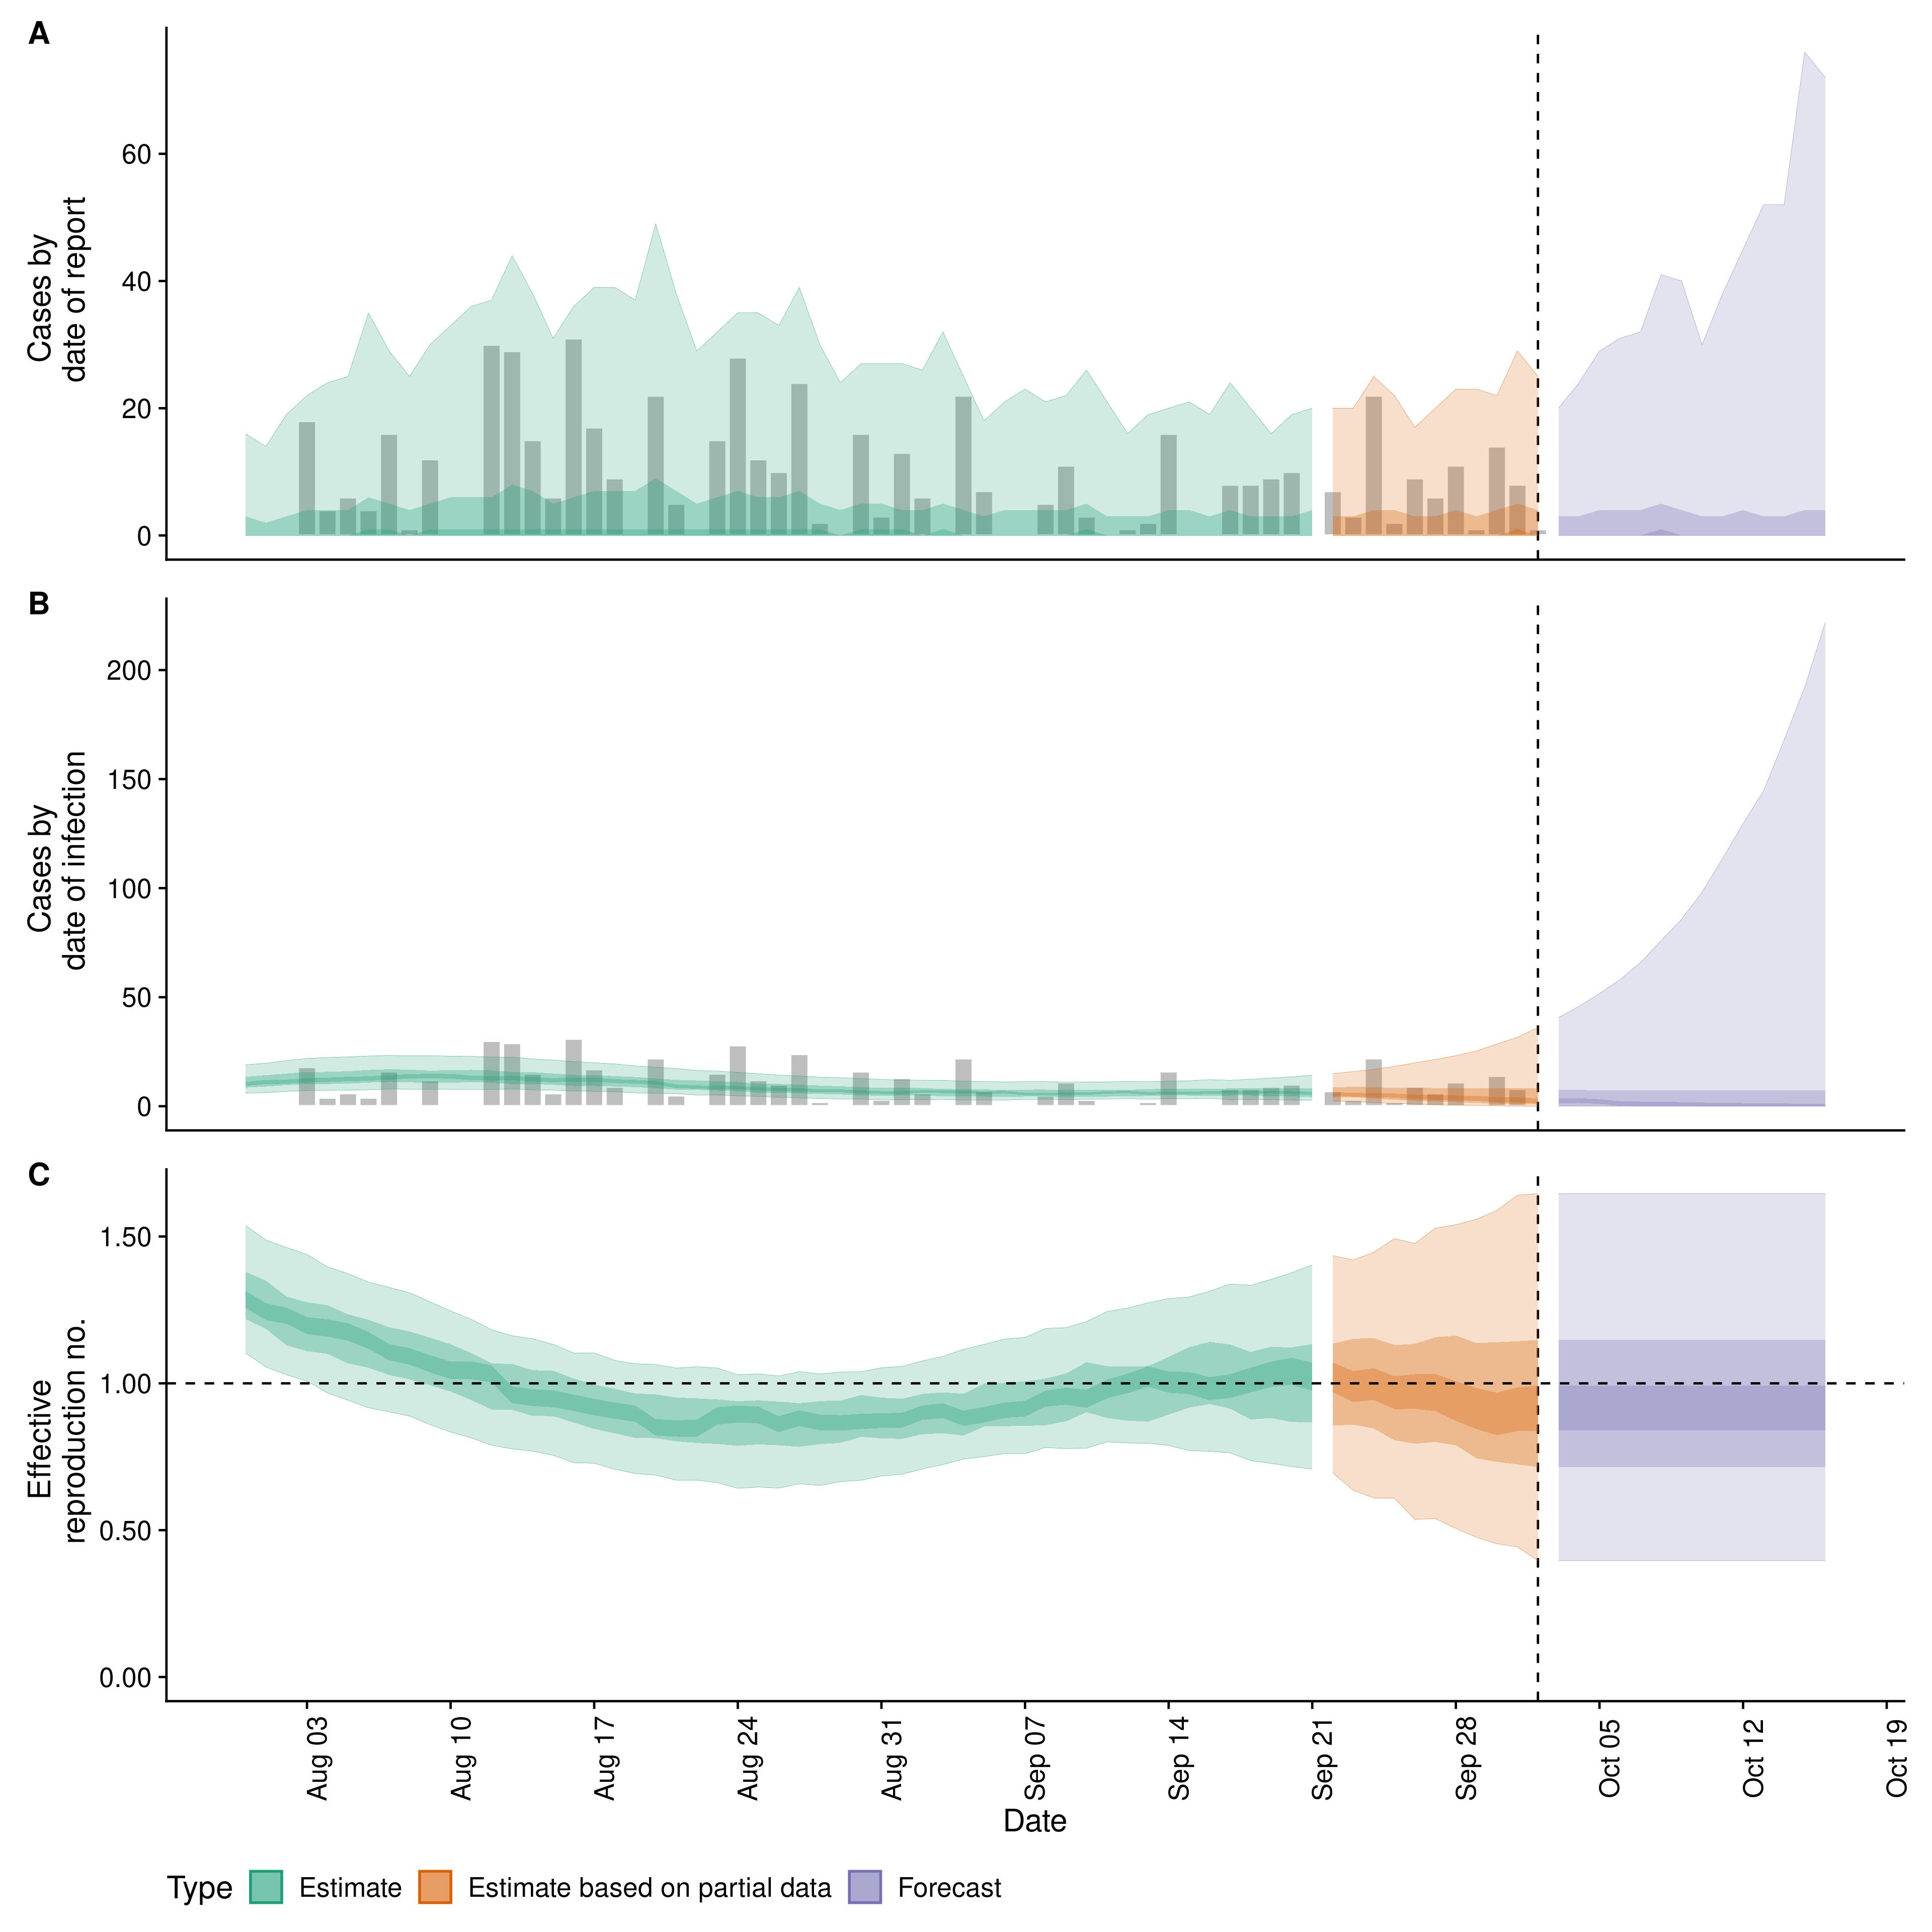 A
Cases by
date of report
60
40
20
0
B
Cases by
date of infection
200
150
100
50
0
C
Effective
reproduction no.
1.50
1.00
0.50
0.00
Aug 03
Aug 10
Aug 17
Aug 24
Aug 31
Sep 07
Sep 14
Sep 21
Sep 28
Oct 05
Oct 12
Oct 19
Date
Type Estimate Estimate based on partial data Forecast